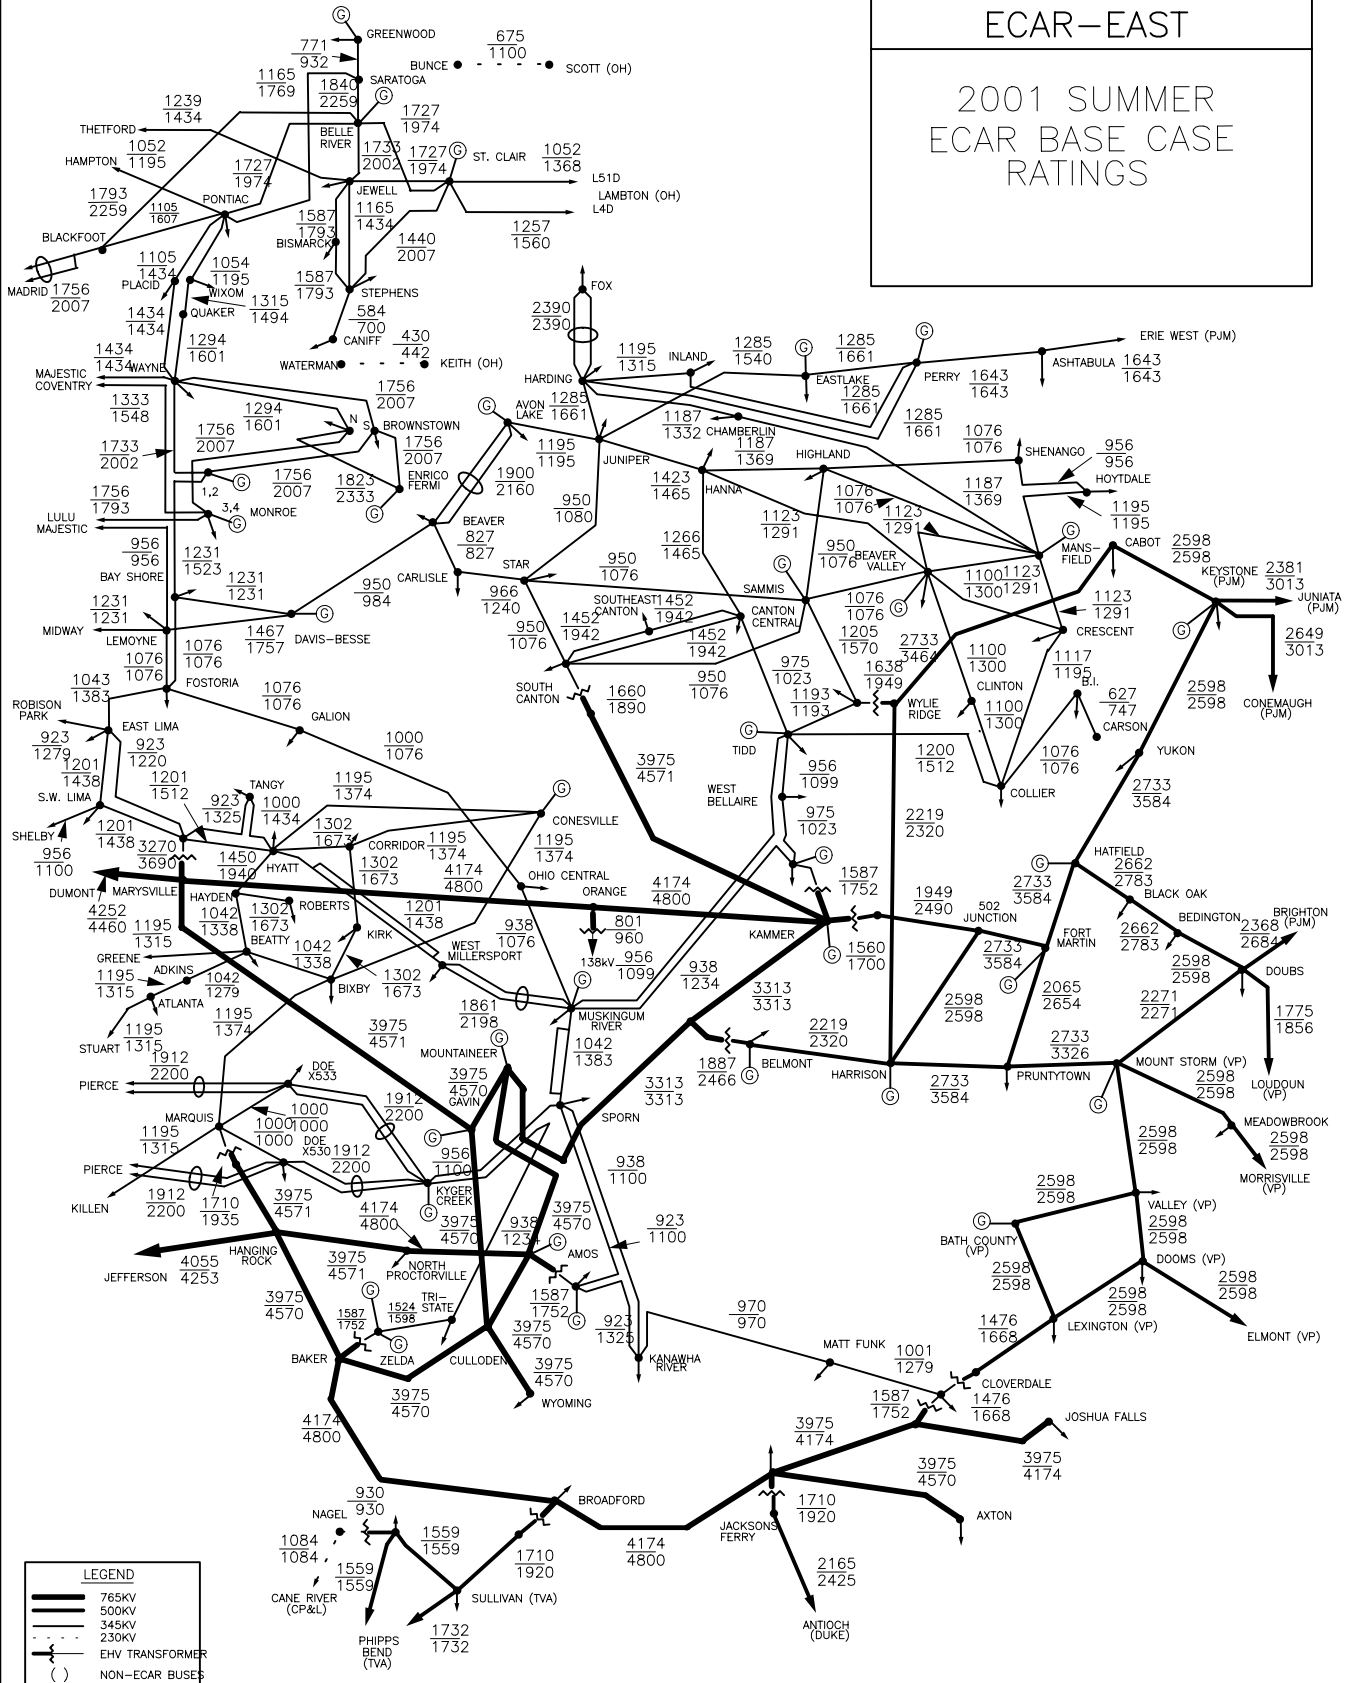 ECAR-EAST
2001 SUMMER
ECAR BASE CASE
RATINGS
G
GREENWOOD
771
932
675
1100
BUNCE
SCOTT (OH)
1165
1769
SARATOGA
1840
2259
G
1239
1434
THETFORD
BELLE
RIVER
1727
1974
1052
1195
HAMPTON
1727
1974
1733
2002
1727
1974
G
ST. CLAIR
1052
1368
L51D
LAMBTON (OH)
L4D
1257
1560
JEWELL
PONTIAC
1793
2259
1105
1607
1587
1793
1165
1434
BISMARCK
1440
2007
BLACKFOOT
MADRID
1756
2007
1105
1434
PLACID
1054
1195
WIXOM
1587
1793
STEPHENS
1315
1494
QUAKER
1434
1434
584
700
CANIFF
1294
1601
430
442
WATERMAN
KEITH (OH)
FOX
2390
2390
1434
1434
WAYNE
MAJESTIC
COVENTRY
1195
1315
INLAND
1285
1540
G
EASTLAKE
1285
1661
G
PERRY
ERIE WEST (PJM)
ASHTABULA
1643
1643
1643
1643
HARDING
1285
1661
1285
1661
1285
1661
1187
1332
CHAMBERLIN
1187
1369
1333
1548
1756
2007
1294
1601
N
S
BROWNSTOWN
1756
2007
1733
2002
1756
2007
1756
2007
1823
2333
ENRICO
FERMI
G
G
AVON
LAKE
1195
1195
JUNIPER
1900
2160
1,2
G
3,4
MONROE
G
1756
1793
LULU
MAJESTIC
1423
1465
HANNA
HIGHLAND
1076
1076
SHENANGO
956
956
HOYTDALE
1187
1369
1195
1195
1076
1076
1123
1291
1123
1291
950
1080
1266
1465
BEAVER
827
827
CARLISLE
956
956
BAY SHORE
1231
1523
1231
1231
1231
1231
MIDWAY
LEMOYNE
1467
1757
DAVIS-BESSE
G
950
984
STAR
966
1240
950
1076
950
1076
BEAVER
VALLEY
G
G
SAMMIS
1100
1300
1123
1291
G
MANS-
FIELD
CABOT
2598
2598
KEYSTONE
(PJM)
G
2381
3013
JUNIATA
(PJM)
2649
3013
CONEMAUGH
(PJM)
SOUTHEAST
CANTON
1452
1942
CANTON
CENTRAL
1452
1942
1452
1942
950
1076
950
1076
SOUTH
CANTON
1076
1076
1205
1570
2733
3464
1123
1291
CRESCENT
1100
1300
1117
1195
B.I.
627
747
CARSON
CLINTON
1100
1300
975
1023
1193
1193
1638
1949
WYLIE
RIDGE
1076
1076
1076
1076
FOSTORIA
1043
1383
ROBISON
PARK
EAST LIMA
923
1279
923
1220
1076
1076
GALION
1660
1890
3975
4571
TIDD
G
1200
1512
956
1099
WEST
BELLAIRE
975
1023
1076
1076
COLLIER
2598
2598
YUKON
2733
3584
1201
1438
S.W. LIMA
SHELBY
956
1100
1201
1438
1201
1512
923
1325
TANGY
1000
1434
1195
1374
1000
1076
G
CONESVILLE
1302
1673
CORRIDOR
1195
1374
1195
1374
3270
3690
1450
1940
HYATT
1302
1673
4174
4800
OHIO CENTRAL
ORANGE
4174
4800
G
2219
2320
1587
1752
1949
2490
DUMONT
4252
4460
MARYSVILLE
HAYDEN
1042
1338
1302
1673
ROBERTS
1201
1438
938
1076
801
960
138kV
KAMMER
G
1560
1700
502
JUNCTION
2733
3584
2733
3584
FORT
MARTIN
G
G
HATFIELD
2662
2783
BLACK OAK
BEDINGTON
2662
2783
2368
2684
BRIGHTON
(PJM)
2598
2598
DOUBS
1195
1315
BEATTY
GREENE
ADKINS
1195
1315
1042
1279
ATLANTA
1042
1338
KIRK
BIXBY
1302
1673
WEST
MILLERSPORT
956
1099
938
1234
1861
2198
G
MUSKINGUM
RIVER
3313
3313
2598
2598
2065
2654
2271
2271
1775
1856
LOUDOUN
(VP)
STUART
1195
1315
1195
1374
3975
4571
1912
2200
PIERCE
DOE
X533
MOUNTAINEER
G
3975
4570
1042
1383
1887
2466
BELMONT
G
2219
2320
HARRISON
G
2733
3584
PRUNTYTOWN
2733
3326
MOUNT STORM (VP)
G
2598
2598
MEADOWBROOK
2598
2598
MORRISVILLE
(VP)
GAVIN
G
1912
2200
3313
3313
SPORN
MARQUIS
1000
1000
1000
1000
DOE
X530
1912
2200
1195
1315
PIERCE
KILLEN
1912
2200
1710
1935
3975
4571
956
1100
KYGER
CREEK
G
938
1100
2598
2598
2598
2598
VALLEY (VP)
2598
2598
G
BATH COUNTY
(VP)
DOOMS (VP)
2598
2598
2598
2598
2598
2598
ELMONT (VP)
LEXINGTON (VP)
4174
4800
3975
4570
938
1234
3975
4570
G
AMOS
923
1100
HANGING
ROCK
JEFFERSON
4055
4253
3975
4571
NORTH
PROCTORVILLE
3975
4570
1587
1752
G
1524
1598
TRI-
STATE
G
ZELDA
BAKER
CULLODEN
3975
4570
1587
1752
G
923
1325
KANAWHA
RIVER
970
970
MATT FUNK
1001
1279
1476
1668
CLOVERDALE
1476
1668
1587
1752
3975
4570
3975
4570
WYOMING
4174
4800
3975
4174
JOSHUA FALLS
3975
4174
3975
4570
AXTON
NAGEL
930
930
1084
1084
CANE RIVER
(CP&L)
1559
1559
1559
1559
BROADFORD
1710
1920
SULLIVAN (TVA)
1732
1732
PHIPPS
BEND
(TVA)
4174
4800
JACKSONS
FERRY
1710
1920
2165
2425
ANTIOCH
(DUKE)
LEGEND
765KV
500KV
345KV
230KV
EHV TRANSFORMER
( ) NON-ECAR BUSES